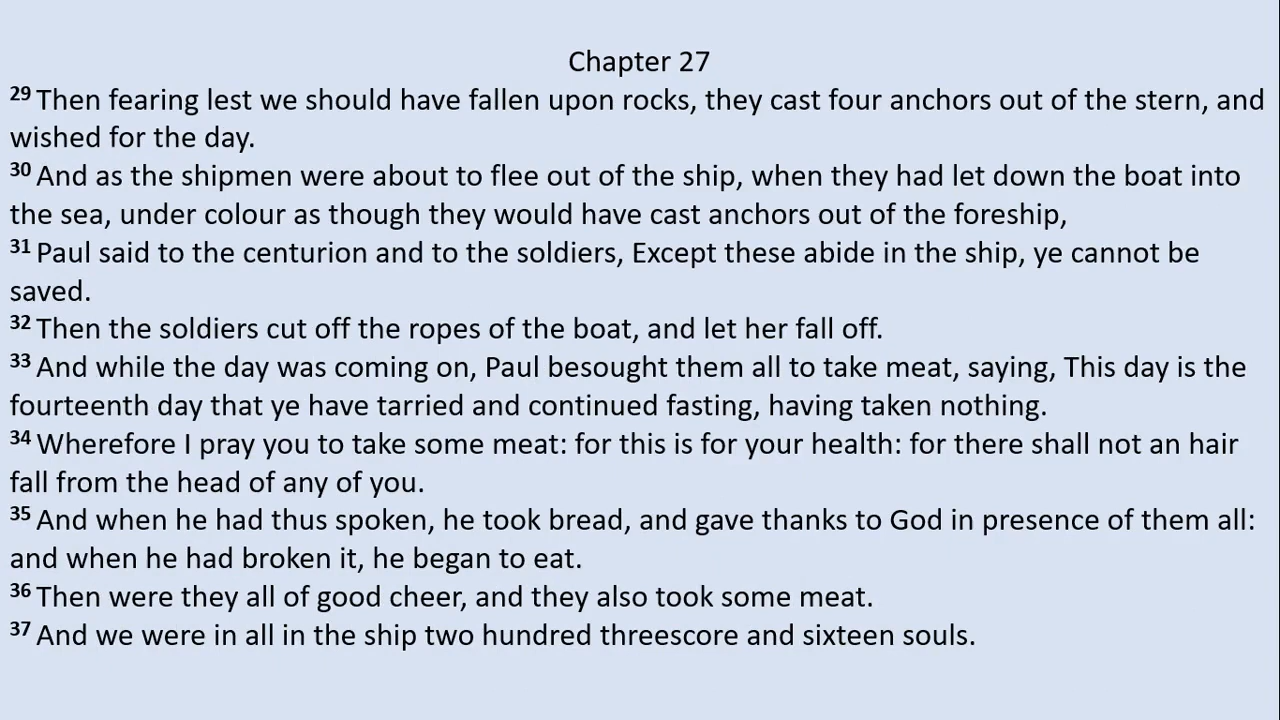 Chapter 27
29 Then fearing lest we should have fallen upon rocks, they cast four anchors out of the stern, and
wished for the day.
30 And as the shipmen were about to flee out of the ship, when they had let down the boat into
the sea, under colour as though they would have cast anchors out of the foreship,
31 Paul said to the centurion and to the soldiers, Except these abide in the ship, ye cannot be
saved.
32 Then the soldiers cut off the ropes of the boat, and let her fall off.
33 And while the day was coming on, Paul besought them all to take meat, saying, This day is the
fourteenth day that ye have tarried and continued fasting, having taken nothing.
34 Wherefore I pray you to take some meat: for this is for your health: for there shall not an hair
fall from the head of any of you.
35 And when he had thus spoken, he took bread, and gave thanks to God in presence of them all:
and when he had broken it, he began to eat.
36 Then were they all of good cheer, and they also took some meat.
37 And we were in all in the ship two hundred threescore and sixteen souls.